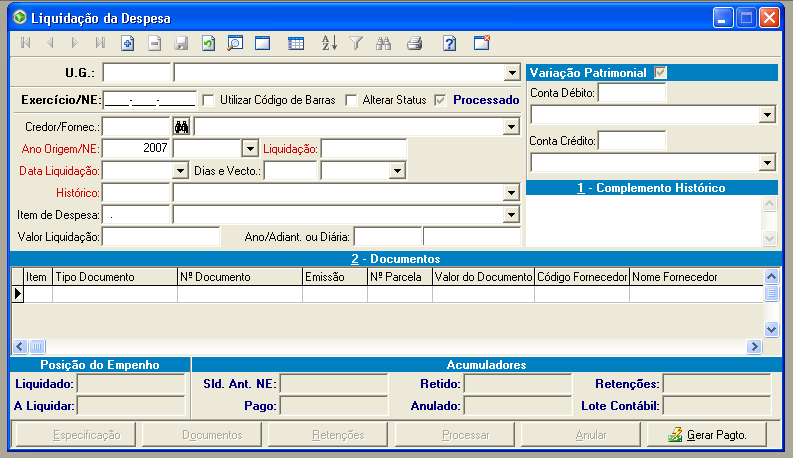 Liquidação da Despesa
U.G.:
Variação Patrimonial
Exercício/NE: ____-____-______ Utilizar Código de Barras Alterar Status Processado
Conta Débito:
Credor/Fornec.:
Ano Origem/NE: 2007 Liquidação:
Conta Crédito:
Data Liquidação: Dias e Vecto.:
Histórico:
1 - Complemento Histórico
Item de Despesa: .
Valor Liquidação: Ano/Adiant. ou Diária:
2 - Documentos
Item Tipo Documento Nº Documento Emissão Nº Parcela Valor do Documento Código Fornecedor Nome Fornecedor
Posição do Empenho Acumuladores
Liquidado: Sld. Ant. NE: Retido: Retenções:
A Liquidar: Pago: Anulado: Lote Contábil:
Especificação Documentos Retenções Processar Anular Gerar Pagto.